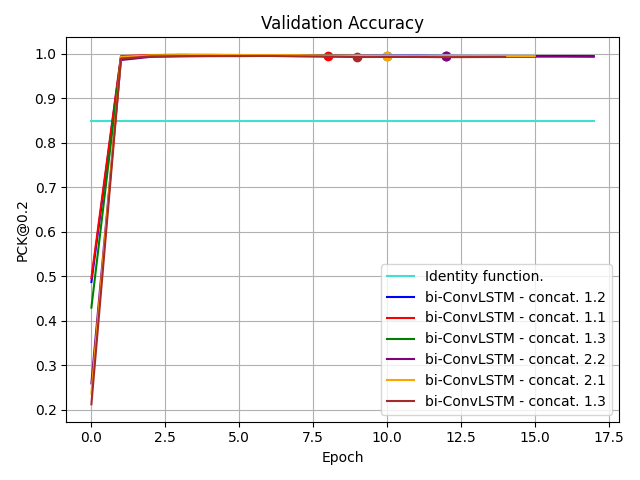 Validation Accuracy
PCK@0.2
1.0
0.9
0.8
0.7
0.6
0.5
0.4
0.3
0.2
Identity function.
bi-ConvLSTM - concat. 1.2
bi-ConvLSTM - concat. 1.1
bi-ConvLSTM - concat. 1.3
bi-ConvLSTM - concat. 2.2
bi-ConvLSTM - concat. 2.1
bi-ConvLSTM - concat. 1.3
0.0 2.5 5.0 7.5 10.0 12.5 15.0 17.5
Epoch